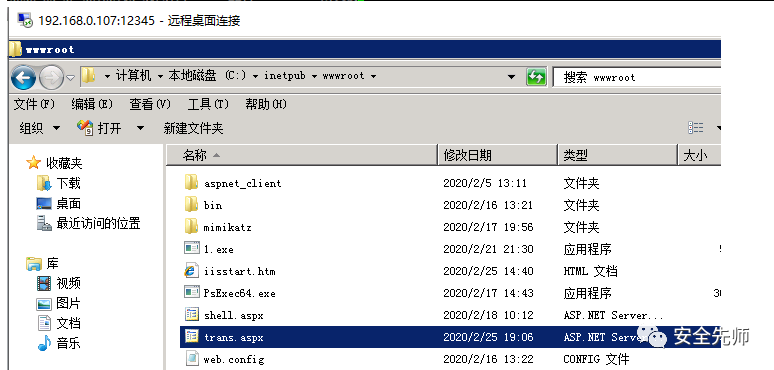 192.168.0.107:12345 - 远程桌面连接
wwwroot
计算机 本地磁盘 (C:) inetpub wwwroot 搜索 wwwroot
文件(F) 编辑(E) 查看(V) 工具(T) 帮助(H)
组织 打开 新建文件夹
名称 修改日期 类型 大小
收藏夹
下载
桌面
最近访问的位置
库
视频
图片
文档
音乐
aspnet_client 2020/2/5 13:11 文件夹
bin 2020/2/16 13:21 文件夹
mimikatz 2020/2/17 19:56 文件夹
1.exe 2020/2/21 21:30 应用程序
iisstart.htm 2020/2/25 14:40 HTML 文档
PsExec64.exe 2020/2/17 14:43 应用程序
shell.aspx 2020/2/18 10:12 ASP.NET Server...
trans.aspx 2020/2/25 19:06 ASP.NET
web.config 2020/2/16 13:22 CONFIG 文件
安全先师